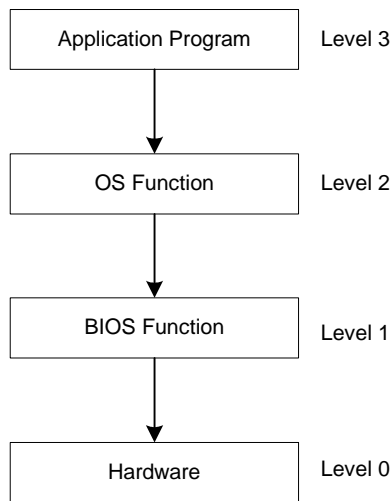 Application Program Level 3
OS Function Level 2
BIOS Function Level 1
Hardware Level 0